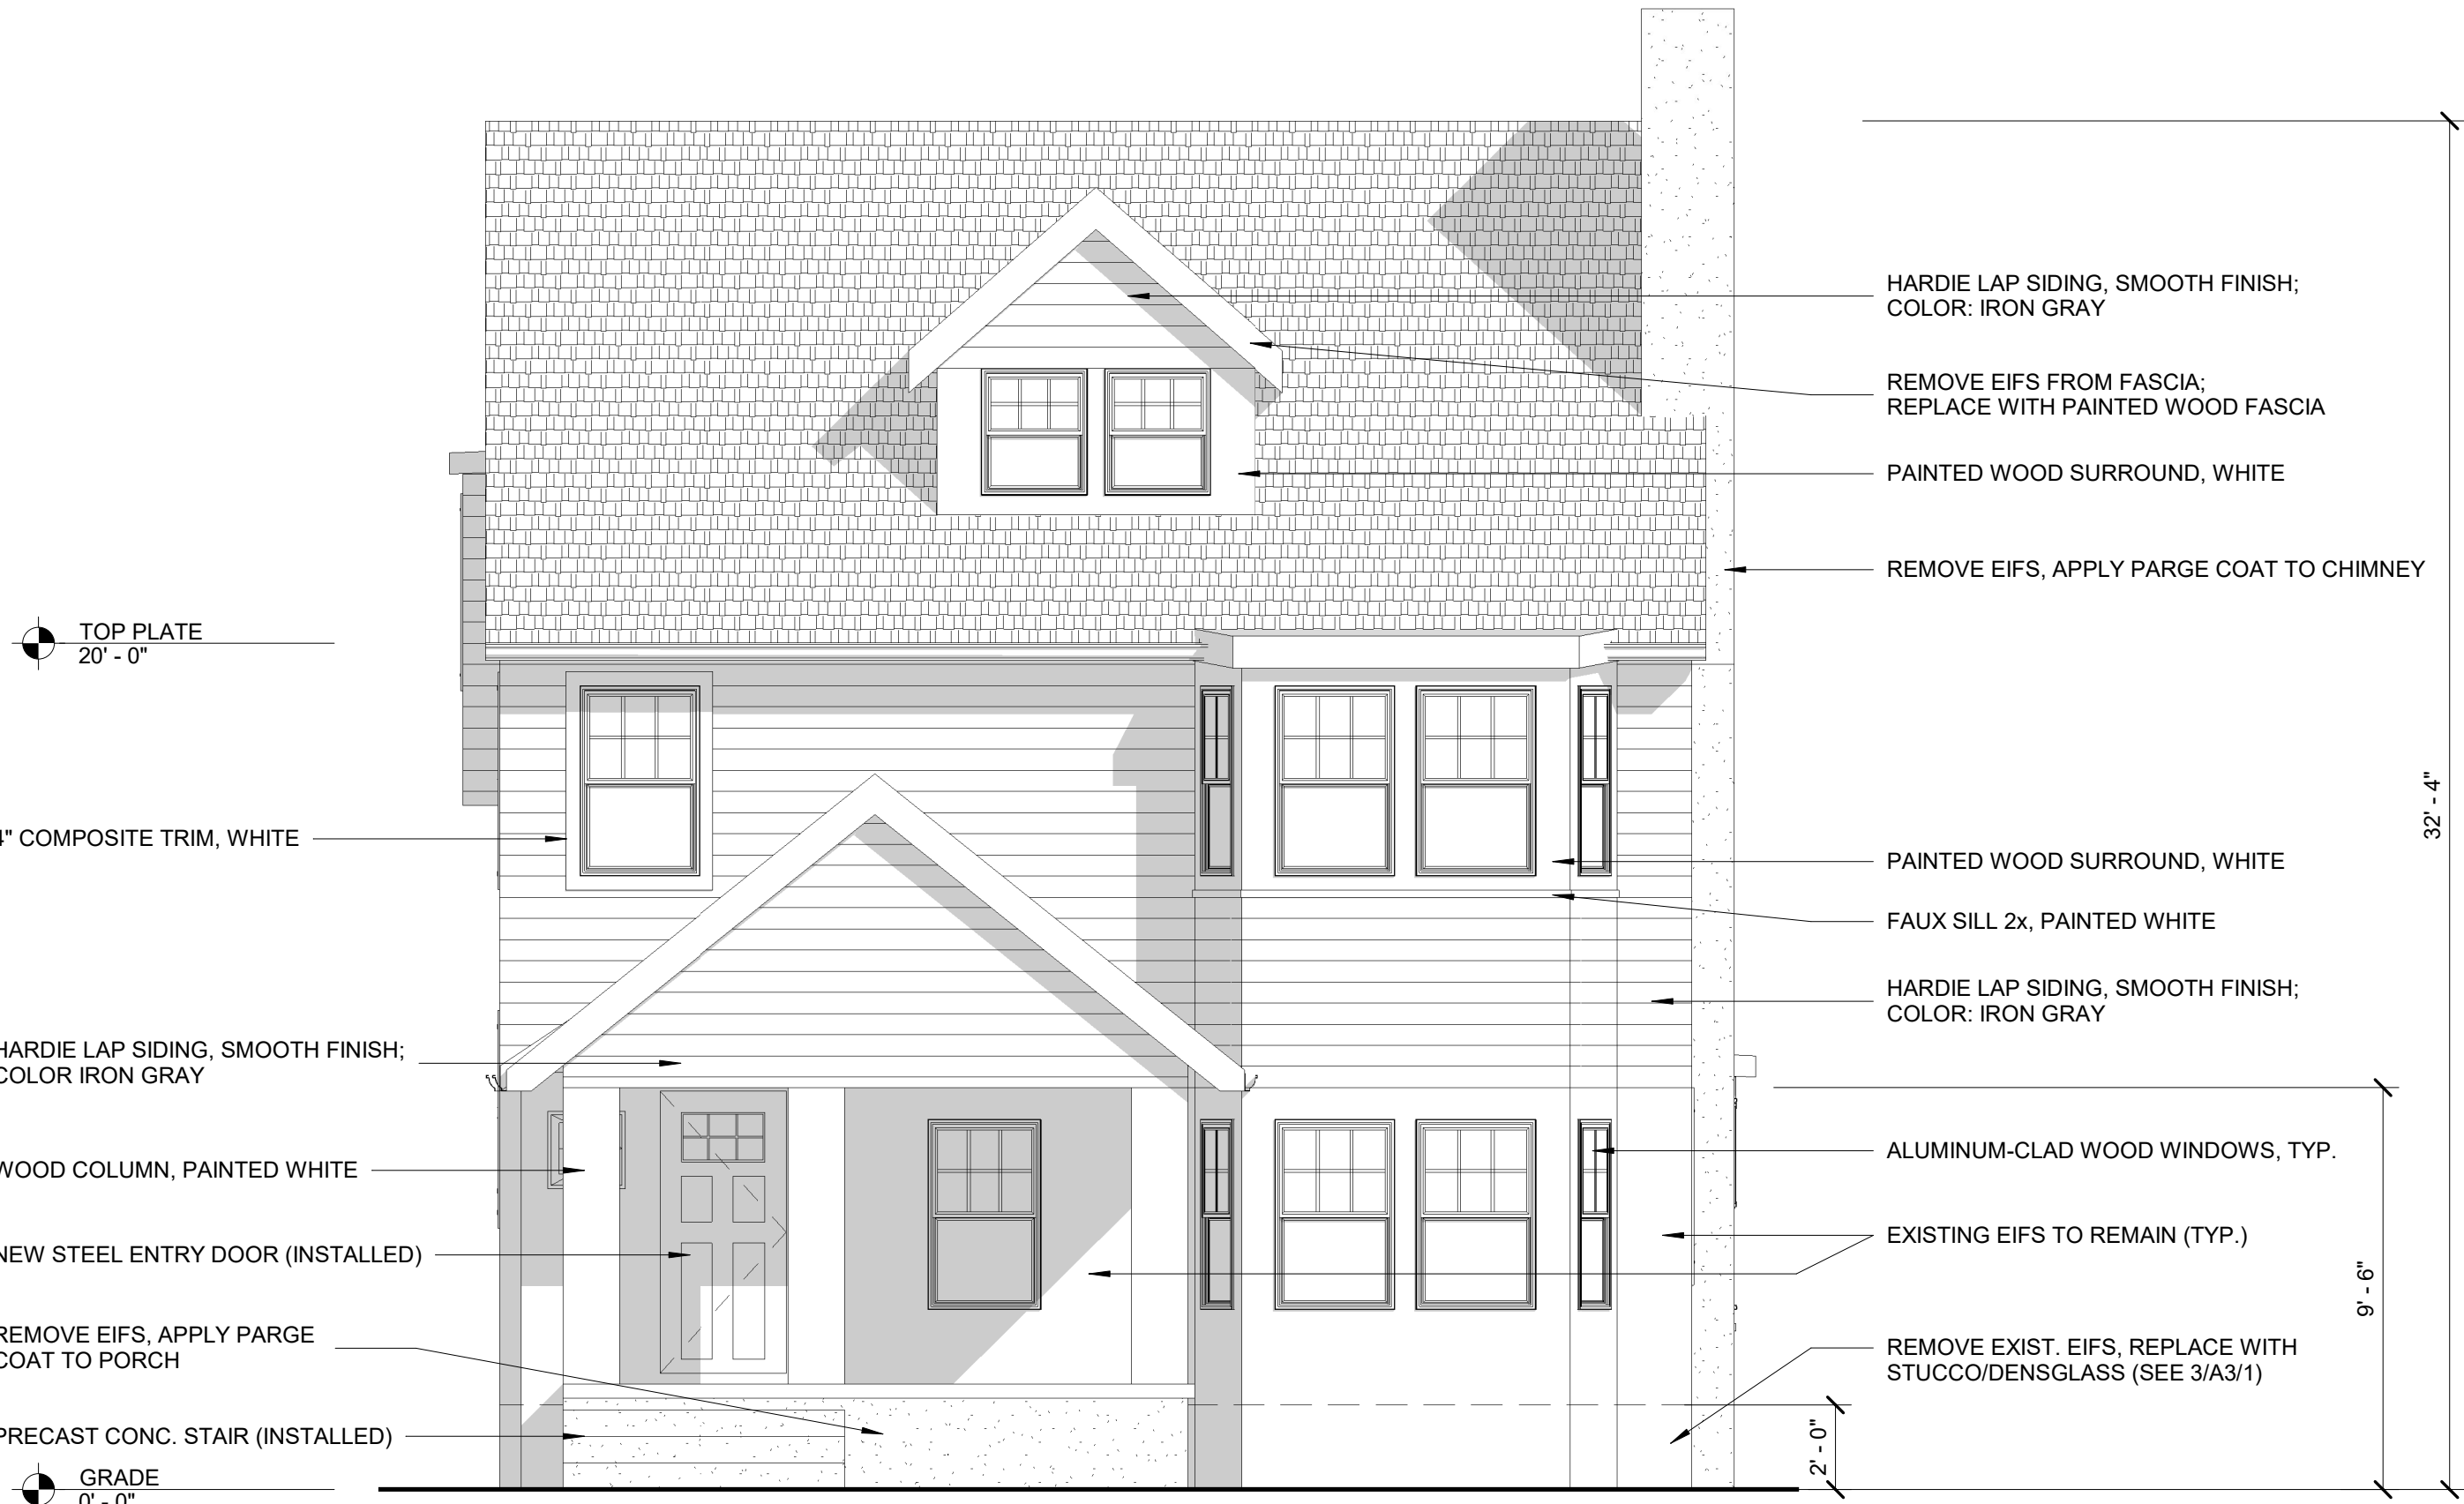 HARDIE LAP SIDING, SMOOTH FINISH;
COLOR: IRON GRAY
REMOVE EIFS FROM FASCIA;
REPLACE WITH PAINTED WOOD FASCIA
PAINTED WOOD SURROUND, WHITE
REMOVE EIFS, APPLY PARGE COAT TO CHIMNEY
TOP PLATE
20' - 0"
32' - 4"
4" COMPOSITE TRIM, WHITE
PAINTED WOOD SURROUND, WHITE
FAUX SILL 2x, PAINTED WHITE
HARDIE LAP SIDING, SMOOTH FINISH;
COLOR: IRON GRAY
HARDIE LAP SIDING, SMOOTH FINISH;
COLOR IRON GRAY
ALUMINUM-CLAD WOOD WINDOWS, TYP.
WOOD COLUMN, PAINTED WHITE
EXISTING EIFS TO REMAIN (TYP.)
NEW STEEL ENTRY DOOR (INSTALLED)
9' - 6"
REMOVE EIFS, APPLY PARGE
COAT TO PORCH
REMOVE EXIST. EIFS, REPLACE WITH
STUCCO/DENSGLASS (SEE 3/A3/1)
PRECAST CONC. STAIR (INSTALLED)
2' - 0"
GRADE
0' - 0"